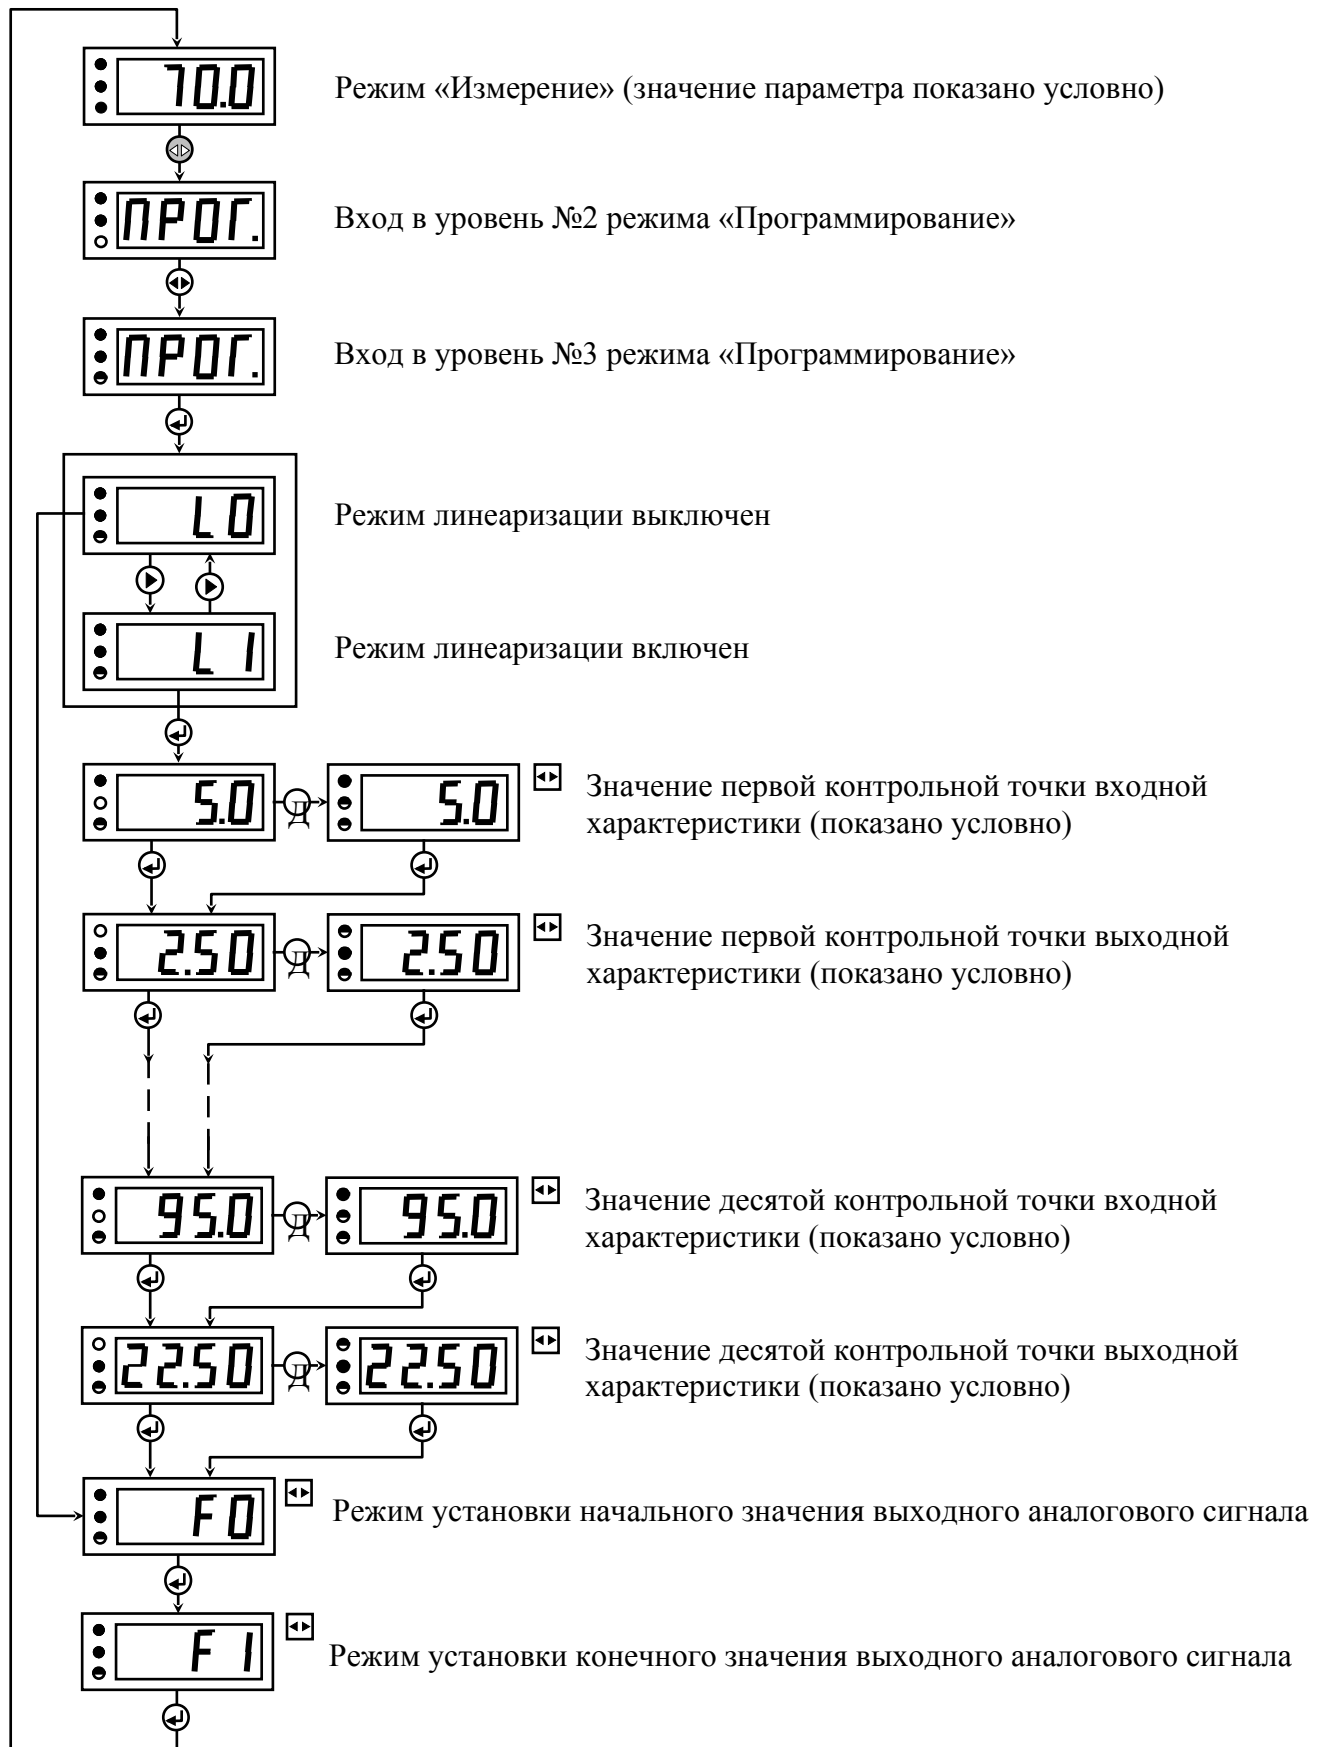 70.0
Режим «Измерение» (значение параметра показано условно)
ПРОГ.
Вход в уровень №2 режима «Программирование»
ПРОГ.
Вход в уровень №3 режима «Программирование»
L0
Режим линеаризации выключен
L1
Режим линеаризации включен
5.0 Д 5.0
Значение первой контрольной точки входной
характеристики (показано условно)
2.50 Д 2.50
Значение первой контрольной точки выходной
характеристики (показано условно)
95.0 Д 95.0
Значение десятой контрольной точки входной
характеристики (показано условно)
22.50 Д 22.50
Значение десятой контрольной точки выходной
характеристики (показано условно)
F0
Режим установки начального значения выходного аналогового сигнала
F1
Режим установки конечного значения выходного аналогового сигнала